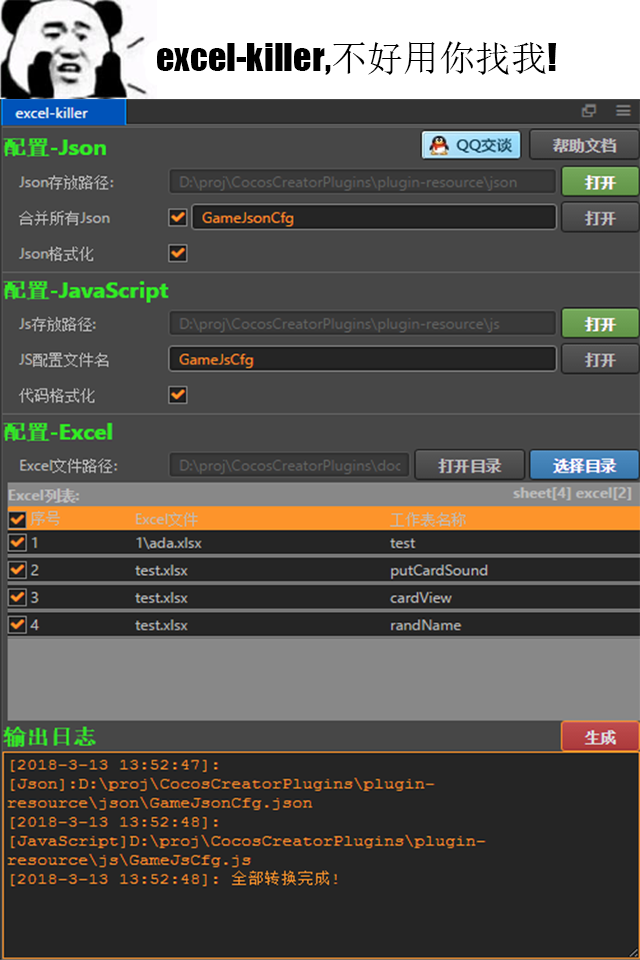 excel-killer,不好用你找我!
excel-killer
配置-Json
QQ交谈
帮助文档
Json存放路径:
D:\proj\CocosCreatorPlugins\plugin-resource\json
打开
合并所有Json
GameJsonCfg
打开
Json格式化
配置-JavaScript
Js存放路径:
D:\proj\CocosCreatorPlugins\plugin-resource\js
打开
JS配置文件名
GameJsCfg
打开
代码格式化
配置-Excel
Excel文件路径:
D:\proj\CocosCreatorPlugins\doc
打开目录
选择目录
Excel列表:
sheet[4] excel[2]
序号 Excel文件 工作表名称
1 1\ada.xlsx test
2 test.xlsx putCardSound
3 test.xlsx cardView
4 test.xlsx randName
输出日志
生成
[2018-3-13 13:52:47]:
[Json]:D:\proj\CocosCreatorPlugins\plugin-
resource\json\GameJsonCfg.json
[2018-3-13 13:52:48]:
[JavaScript]D:\proj\CocosCreatorPlugins\plugin-
resource\js\GameJsCfg.js
[2018-3-13 13:52:48]: 全部转换完成!